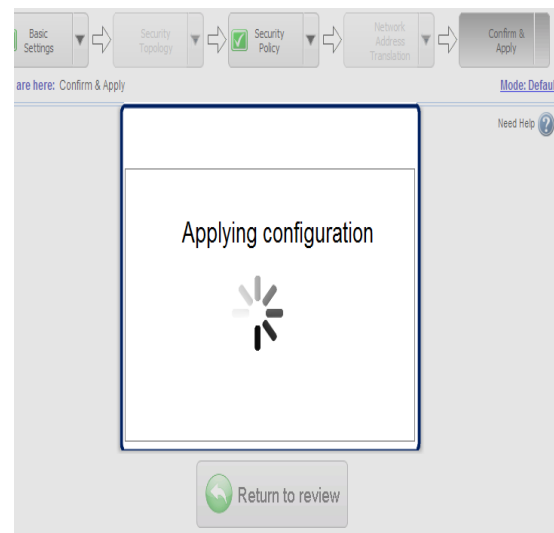 Basic
Settings
Security
Topology
Security
Policy
Network
Address
Translation
Confirm &
Apply
are here: Confirm & Apply
Mode: Defau
Need Help
Applying configuration
Return to review